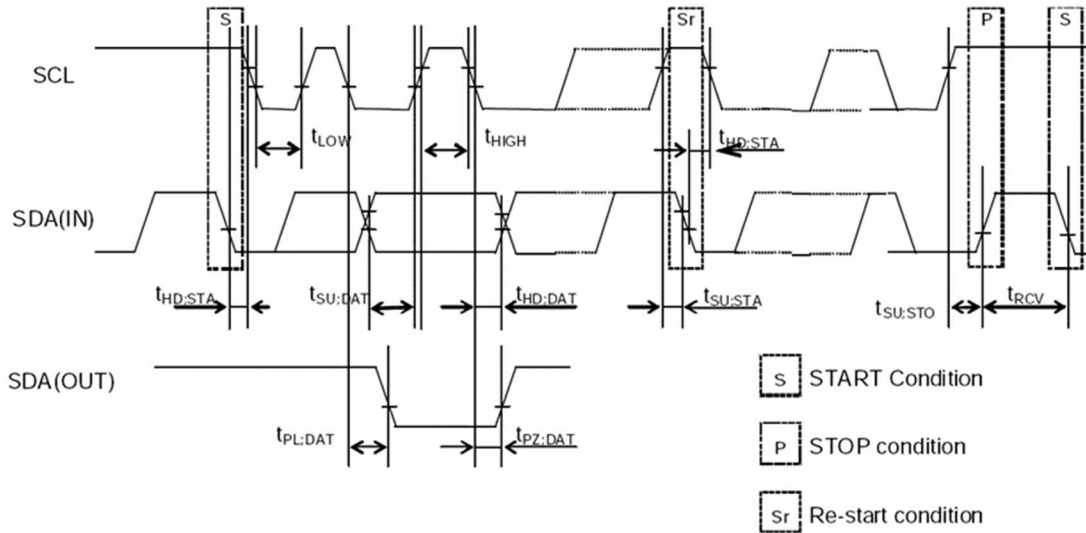 S
Sr
P
S
SCL
tLOW
tHIGH
tHD;STA
SDA(IN)
tHD;STA
tSU;DAT
tHD;DAT
tSU;STA
tSU;STO
tRCV
SDA(OUT)
tPL;DAT
tPZ;DAT
S START Condition
P STOP condition
Sr Re-start condition